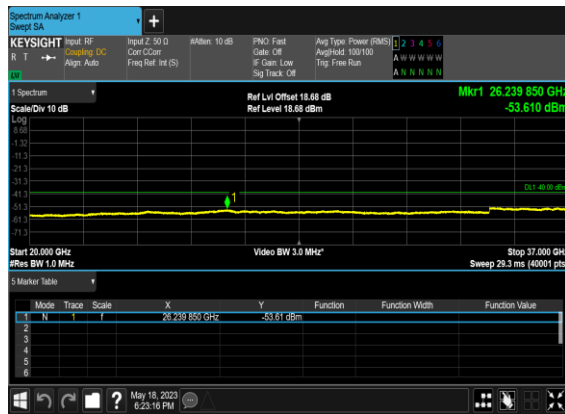 Spectrum Analyzer 1
Swept SA
+
KEYSIGHT Input: RF Input Z: 50 Ω #Atten: 10 dB PNO: Fast Avg Type: Power (RMS) 1 2 3 4 5 6
R T Coupling: DC Corr CCorr Gate: Off Avg|Hold: 100/100 A W W W W W
Align: Auto Freq Ref: Int (S) IF Gain: Low Trig: Free Run
LW Sig Track: Off A N N N N N
1 Spectrum Ref Lvl Offset 18.68 dB Mkr1 26.239 850 GHz
Scale/Div 10 dB Ref Level 18.68 dBm -53.610 dBm
Log
8.68
-1.32
-11.3
-21.3
-31.3
DL1 -40.00 dBm
-41.3
1
-51.3
-61.3
-71.3
Start 20.000 GHz Video BW 3.0 MHz* Stop 37.000 GHz
#Res BW 1.0 MHz Sweep 29.3 ms (40001 pts)
5 Marker Table
Mode Trace Scale X Y Function Function Width Function Value
1 N 1 f 26.239 850 GHz -53.61 dBm
2
3
4
5
6
? May 18, 2023
6:23:16 PM